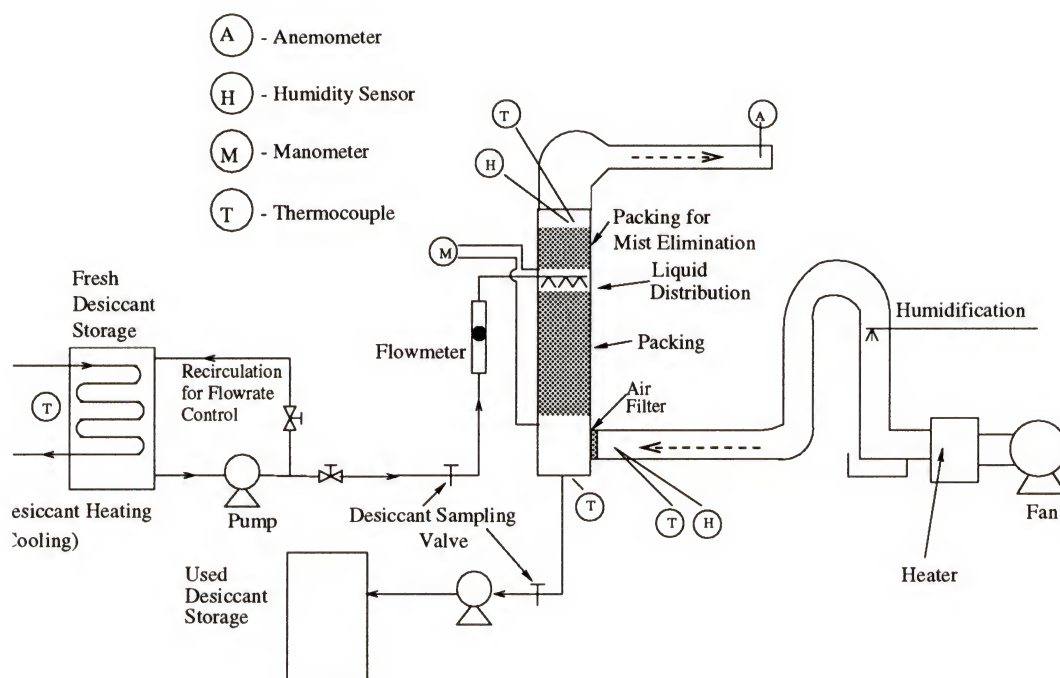 A - Anemometer
H - Humidity Sensor
M - Manometer
T - Thermocouple
T
A
H
Packing for
Mist Elimination
M
Liquid
Distribution
Fresh
Desiccant
Storage
Humidification
Flowmeter
Packing
Recirculation
for Flowrate
Control
T
Air
Filter
esiccant Heating
Cooling)
Pump
Desiccant Sampling
Valve
T
T
H
Fan
Heater
Used
Desiccant
Storage